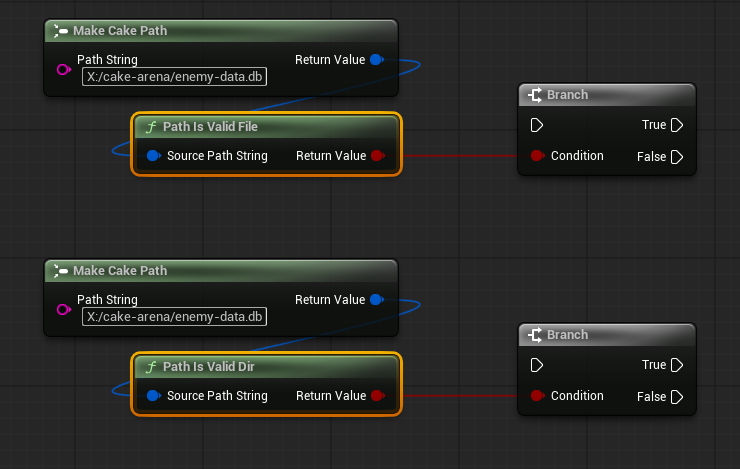 Make Cake Path
Path String
Return Value
X:/cake-arena/enemy-data.db
Path Is Valid File
Source Path String
Return Value
Branch
True
Condition
False
Make Cake Path
Path String
Return Value
X:/cake-arena/enemy-data.db
Path Is Valid Dir
Source Path String
Return Value
Branch
True
Condition
False